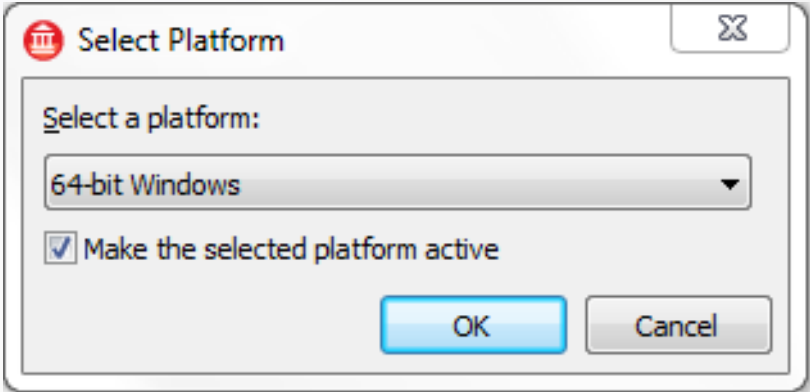 Select Platform
Select a platform:
64-bit Windows
Make the selected platform active
OK
Cancel